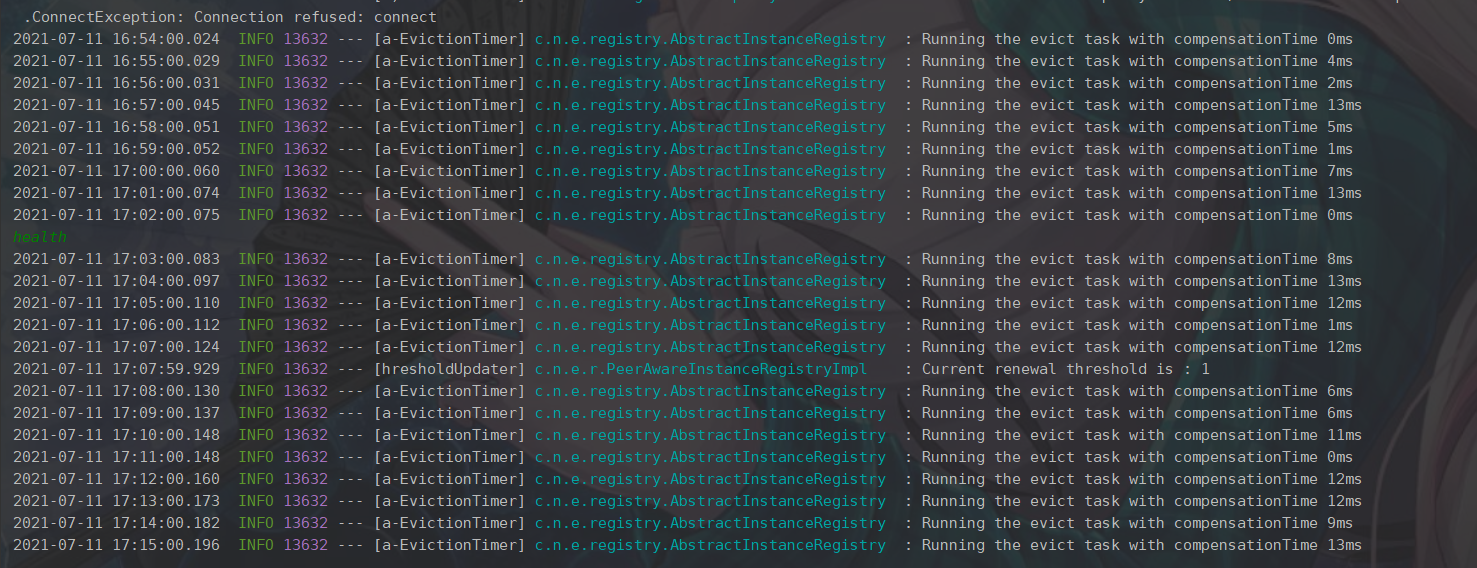 .ConnectException: Connection refused: connect
2021-07-11 16:54:00.024  INFO 13632 --- [a-EvictionTimer] c.n.e.registry.AbstractInstanceRegistry  : Running the evict task with compensationTime 0ms
2021-07-11 16:55:00.029  INFO 13632 --- [a-EvictionTimer] c.n.e.registry.AbstractInstanceRegistry  : Running the evict task with compensationTime 4ms
2021-07-11 16:56:00.031  INFO 13632 --- [a-EvictionTimer] c.n.e.registry.AbstractInstanceRegistry  : Running the evict task with compensationTime 2ms
2021-07-11 16:57:00.045  INFO 13632 --- [a-EvictionTimer] c.n.e.registry.AbstractInstanceRegistry  : Running the evict task with compensationTime 13ms
2021-07-11 16:58:00.051  INFO 13632 --- [a-EvictionTimer] c.n.e.registry.AbstractInstanceRegistry  : Running the evict task with compensationTime 5ms
2021-07-11 16:59:00.052  INFO 13632 --- [a-EvictionTimer] c.n.e.registry.AbstractInstanceRegistry  : Running the evict task with compensationTime 1ms
2021-07-11 17:00:00.060  INFO 13632 --- [a-EvictionTimer] c.n.e.registry.AbstractInstanceRegistry  : Running the evict task with compensationTime 7ms
2021-07-11 17:01:00.074  INFO 13632 --- [a-EvictionTimer] c.n.e.registry.AbstractInstanceRegistry  : Running the evict task with compensationTime 13ms
2021-07-11 17:02:00.075  INFO 13632 --- [a-EvictionTimer] c.n.e.registry.AbstractInstanceRegistry  : Running the evict task with compensationTime 0ms
health
2021-07-11 17:03:00.083  INFO 13632 --- [a-EvictionTimer] c.n.e.registry.AbstractInstanceRegistry  : Running the evict task with compensationTime 8ms
2021-07-11 17:04:00.097  INFO 13632 --- [a-EvictionTimer] c.n.e.registry.AbstractInstanceRegistry  : Running the evict task with compensationTime 13ms
2021-07-11 17:05:00.110  INFO 13632 --- [a-EvictionTimer] c.n.e.registry.AbstractInstanceRegistry  : Running the evict task with compensationTime 12ms
2021-07-11 17:06:00.112  INFO 13632 --- [a-EvictionTimer] c.n.e.registry.AbstractInstanceRegistry  : Running the evict task with compensationTime 1ms
2021-07-11 17:07:00.124  INFO 13632 --- [a-EvictionTimer] c.n.e.registry.AbstractInstanceRegistry  : Running the evict task with compensationTime 12ms
2021-07-11 17:07:59.929  INFO 13632 --- [hresholdUpdater] c.n.e.r.PeerAwareInstanceRegistryImpl    : Current renewal threshold is : 1
2021-07-11 17:08:00.130  INFO 13632 --- [a-EvictionTimer] c.n.e.registry.AbstractInstanceRegistry  : Running the evict task with compensationTime 6ms
2021-07-11 17:09:00.137  INFO 13632 --- [a-EvictionTimer] c.n.e.registry.AbstractInstanceRegistry  : Running the evict task with compensationTime 6ms
2021-07-11 17:10:00.148  INFO 13632 --- [a-EvictionTimer] c.n.e.registry.AbstractInstanceRegistry  : Running the evict task with compensationTime 11ms
2021-07-11 17:11:00.148  INFO 13632 --- [a-EvictionTimer] c.n.e.registry.AbstractInstanceRegistry  : Running the evict task with compensationTime 0ms
2021-07-11 17:12:00.160  INFO 13632 --- [a-EvictionTimer] c.n.e.registry.AbstractInstanceRegistry  : Running the evict task with compensationTime 12ms
2021-07-11 17:13:00.173  INFO 13632 --- [a-EvictionTimer] c.n.e.registry.AbstractInstanceRegistry  : Running the evict task with compensationTime 12ms
2021-07-11 17:14:00.182  INFO 13632 --- [a-EvictionTimer] c.n.e.registry.AbstractInstanceRegistry  : Running the evict task with compensationTime 9ms
2021-07-11 17:15:00.196  INFO 13632 --- [a-EvictionTimer] c.n.e.registry.AbstractInstanceRegistry  : Running the evict task with compensationTime 13ms